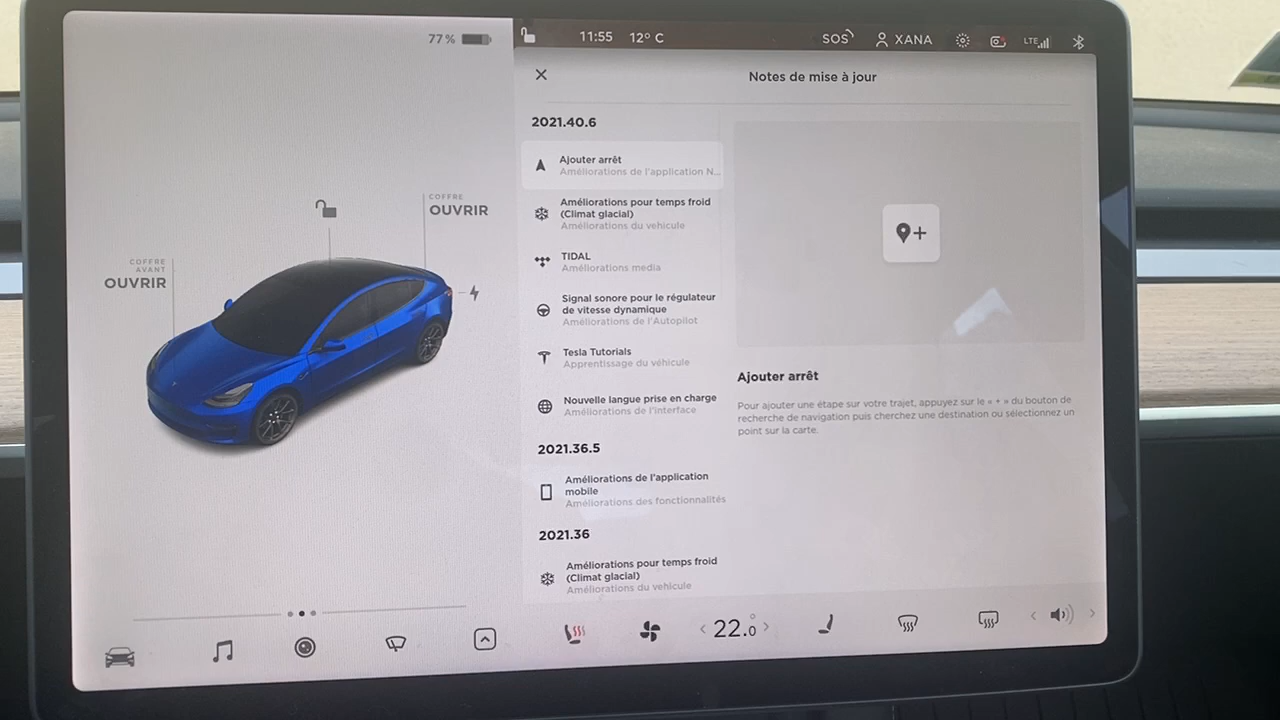 77 %
11:55 12° C
SOS
XANA
LTE
Notes de mise à jour
COFFRE
OUVRIR
COFFRE
AVANT
OUVRIR
2021.40.6
Ajouter arrêt
Améliorations de l'application N...
Améliorations pour temps froid
(Climat glacial)
Améliorations du vehicule
TIDAL
Améliorations media
Signal sonore pour le régulateur
de vitesse dynamique
Améliorations de l'Autopilot
Tesla Tutorials
Apprentissage du véhicule
Nouvelle langue prise en charge
Améliorations de l'interface
2021.36.5
Améliorations de l'application
mobile
Améliorations des fonctionnalités
2021.36
Améliorations pour temps froid
(Climat glacial)
Améliorations du vehicule
Ajouter arrêt
Pour ajouter une étape sur votre trajet, appuyez sur le « + » du bouton de
recherche de navigation puis cherchez une destination ou sélectionnez un
point sur la carte.
22.0°